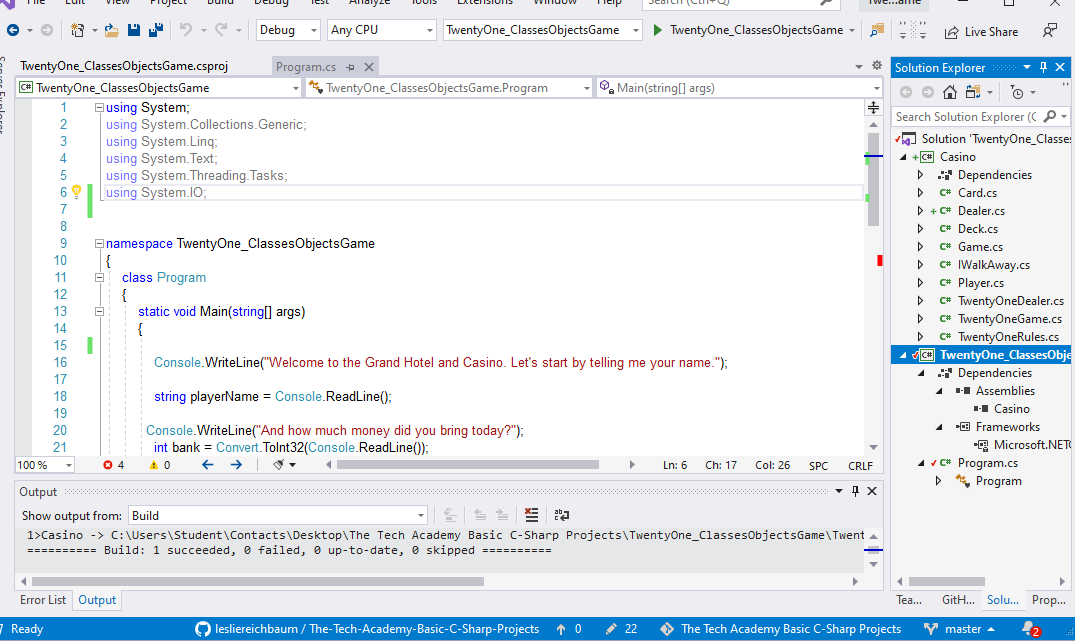 File Edit View Project Build Debug Test Analyze Tools Extensions Window Help Search (Ctrl+Q) Twe...ame
Debug Any CPU TwentyOne_ClassesObjectsGame TwentyOne_ClassesObjectsGame Live Share
Server Explorer
TwentyOne_ClassesObjectsGame.csproj Program.cs
TwentyOne_ClassesObjectsGame TwentyOne_ClassesObjectsGame.Program Main(string[] args)
1 using System;
2 using System.Collections.Generic;
3 using System.Linq;
4 using System.Text;
5 using System.Threading.Tasks;
6 using System.IO;
7
8
9 namespace TwentyOne_ClassesObjectsGame
10 {
11 class Program
12 {
13 static void Main(string[] args)
14 {
15
16 Console.WriteLine("Welcome to the Grand Hotel and Casino. Let's start by telling me your name.");
17
18 string playerName = Console.ReadLine();
19
20 Console.WriteLine("And how much money did you bring today?");
21 int bank = Convert.ToInt32(Console.ReadLine());
100 % 4 0 Ln: 6 Ch: 17 Col: 26 SPC CRLF
Output
Show output from: Build
1>Casino -> C:\Users\Student\Contacts\Desktop\The Tech Academy Basic C-Sharp Projects\TwentyOne_ClassesObjectsGame\Twent
========== Build: 1 succeeded, 0 failed, 0 up-to-date, 0 skipped ==========
Error List Output
Solution Explorer
Search Solution Explorer (C
Solution 'TwentyOne_Classes
Casino
Dependencies
Card.cs
Dealer.cs
Deck.cs
Game.cs
IWalkAway.cs
Player.cs
TwentyOneDealer.cs
TwentyOneGame.cs
TwentyOneRules.cs
TwentyOne_ClassesObje
Dependencies
Assemblies
Casino
Frameworks
Microsoft.NETC
Program.cs
Program
Tea... GitH... Solu... Prop...
Ready lesliereichbaum / The-Tech-Academy-Basic-C-Sharp-Projects 0 22 The Tech Academy Basic C-Sharp Projects master 2